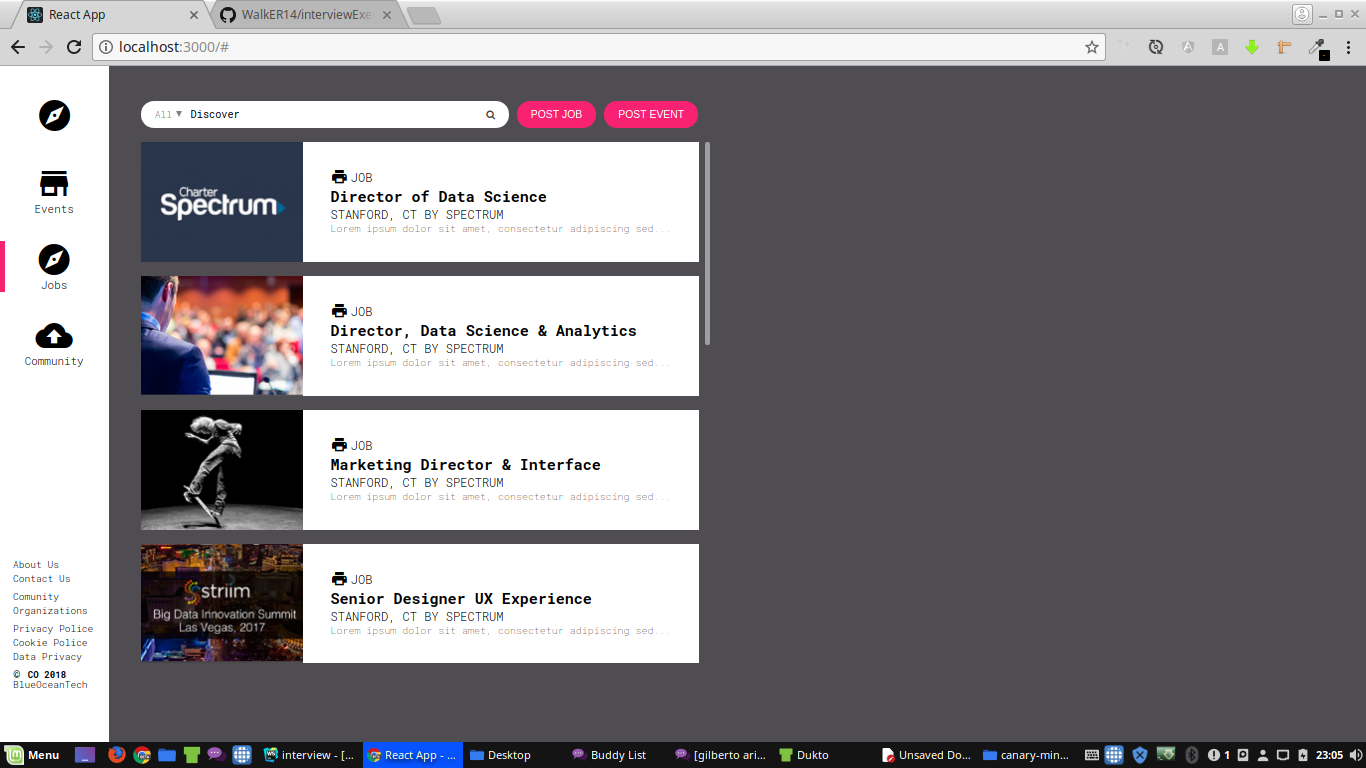 React App
WalkER14/interviewExe
localhost:3000/#
All ▼ Discover
POST JOB
POST EVENT
Events
Jobs
Community
About Us
Contact Us
Comunity
Organizations
Privacy Police
Cookie Police
Data Privacy
© CO 2018
BlueOceanTech
Charter
Spectrum
JOB
Director of Data Science
STANFORD, CT BY SPECTRUM
Lorem ipsum dolor sit amet, consectetur adipiscing sed...
JOB
Director, Data Science & Analytics
STANFORD, CT BY SPECTRUM
Lorem ipsum dolor sit amet, consectetur adipiscing sed...
JOB
Marketing Director & Interface
STANFORD, CT BY SPECTRUM
Lorem ipsum dolor sit amet, consectetur adipiscing sed...
striim
Big Data Innovation Summit
Las Vegas, 2017
JOB
Senior Designer UX Experience
STANFORD, CT BY SPECTRUM
Lorem ipsum dolor sit amet, consectetur adipiscing sed...
Menu
interview - [...
React App - ...
Desktop
Buddy List
[gilberto ari...
Dukto
Unsaved Do...
canary-min...
1
23:05